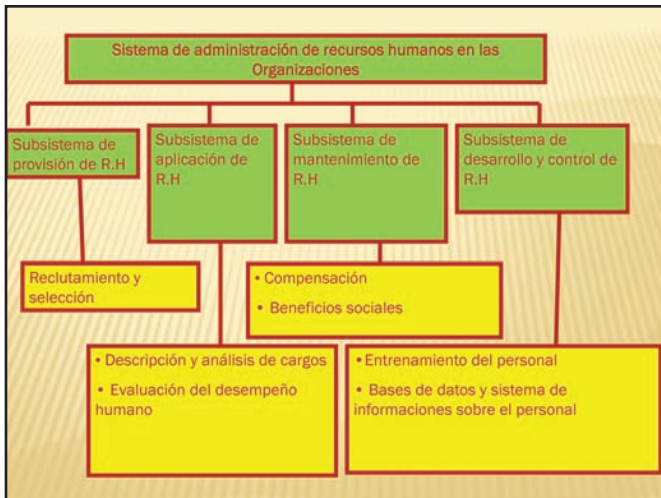 Sistema de administración de recursos humanos en las
Organizaciones
Subsistema de
provisión de R.H
Subsistema de
aplicación de
R.H
Subsistema de
mantenimiento de
R.H
Subsistema de
desarrollo y control de
R.H
Reclutamiento y
selección
• Compensación
• Beneficios sociales
• Descripción y análisis de cargos
• Evaluación del desempeño
humano
• Entrenamiento del personal
• Bases de datos y sistema de
informaciones sobre el personal